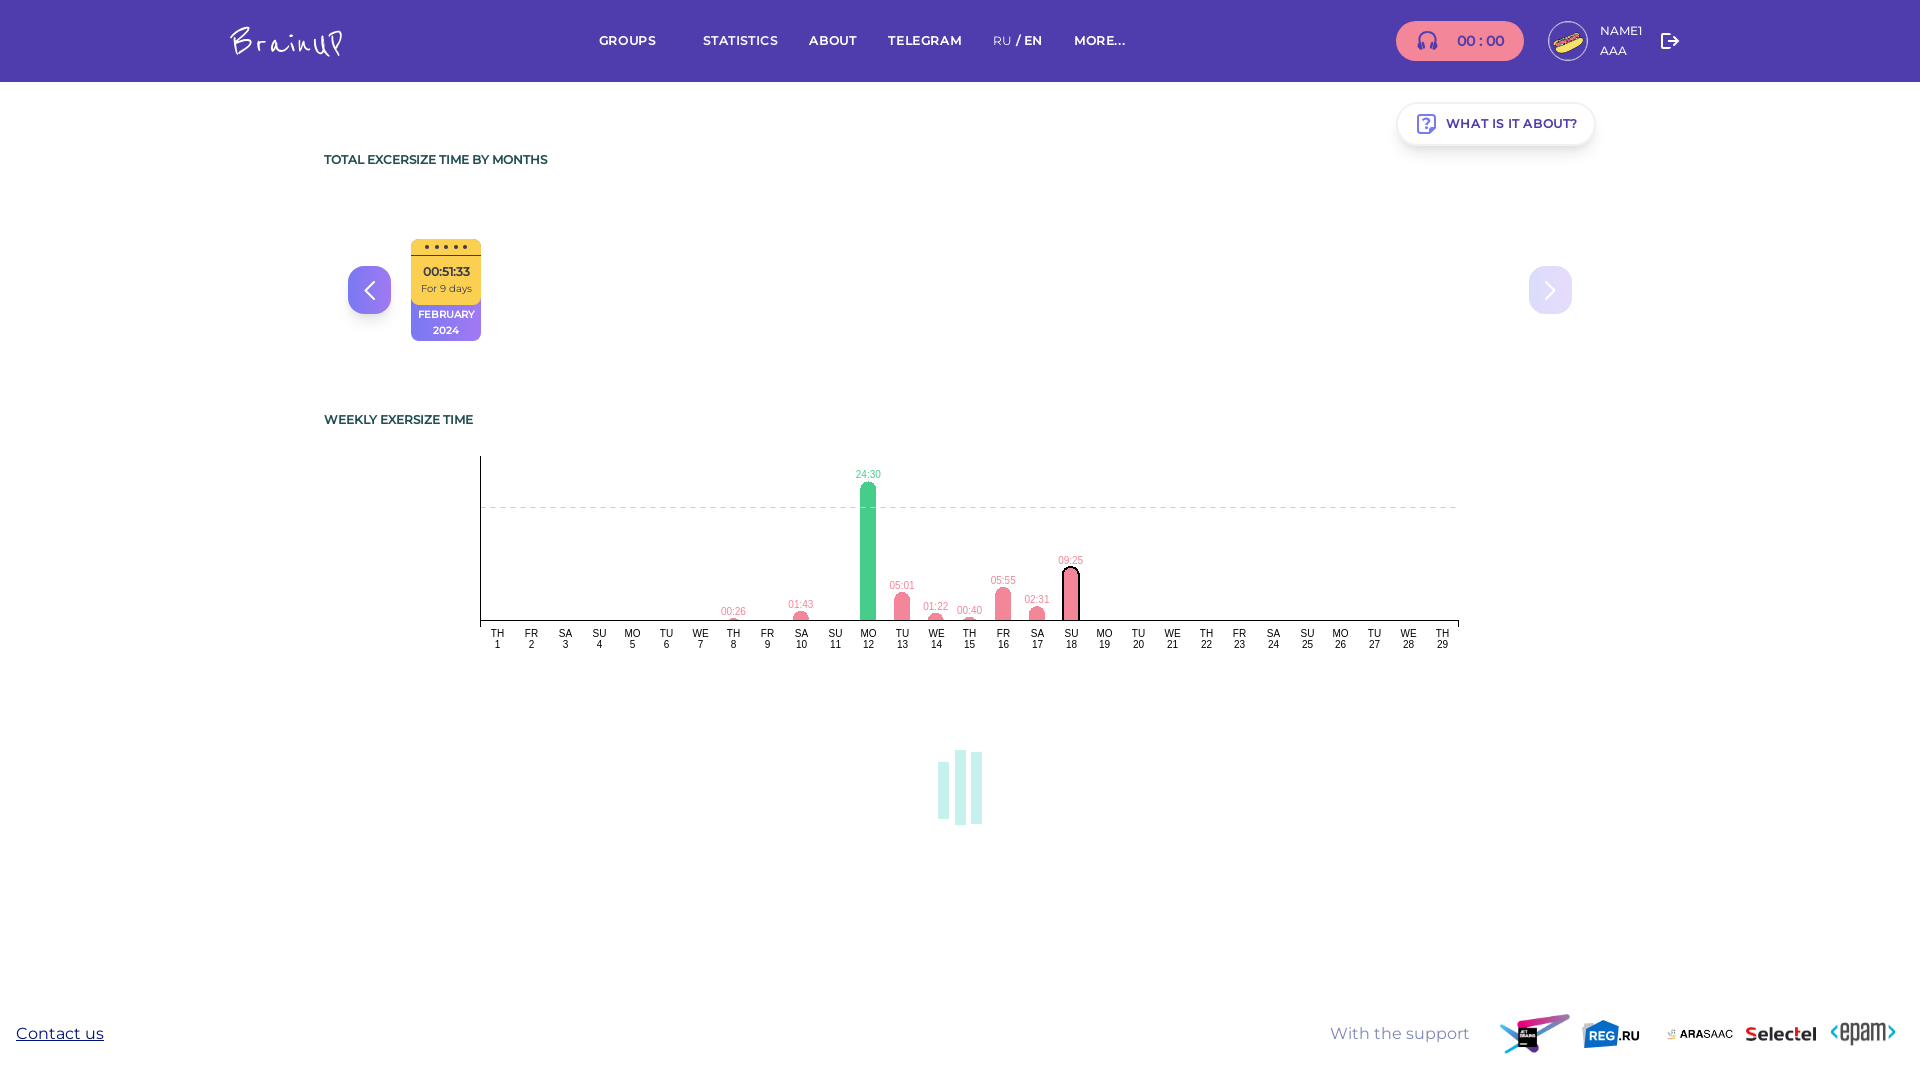 BrainUP
GROUPS
STATISTICS
ABOUT
TELEGRAM
RU / EN
MORE...
00 : 00
NAME1
AAA
WHAT IS IT ABOUT?
TOTAL EXCERSIZE TIME BY MONTHS
00:51:33
For 9 days
FEBRUARY
2024
WEEKLY EXERSIZE TIME
24:30
09:25
05:55
05:01
02:31
01:43
01:22
00:40
00:26
TH FR SA SU MO TU WE TH FR SA SU MO TU WE TH FR SA SU MO TU WE TH FR SA SU MO TU WE TH
1 2 3 4 5 6 7 8 9 10 11 12 13 14 15 16 17 18 19 20 21 22 23 24 25 26 27 28 29
Contact us
With the support
JET
BRAINS
REG.RU
ARASAAC
Selectel
<epam>